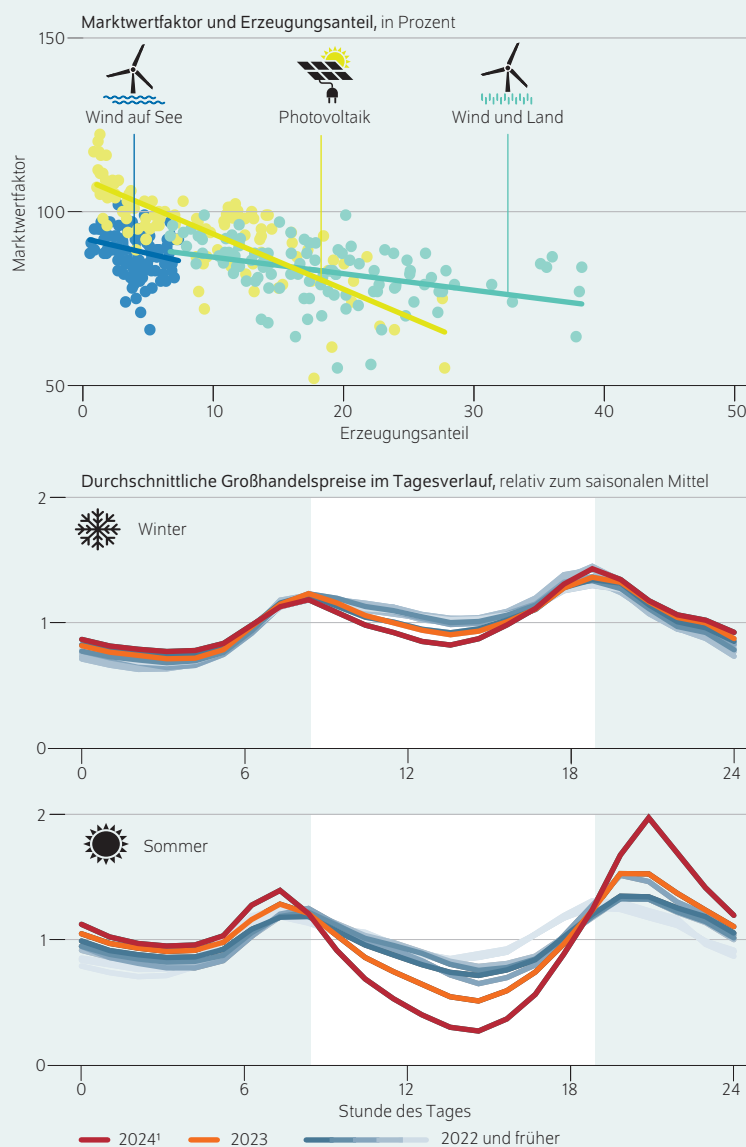 Marktwertfaktor und Erzeugungsanteil, in Prozent
150
Wind auf See
Photovoltaik
Wind und Land
100
Marktwertfaktor
50
0 10 20 30 40 50
Erzeugungsanteil
Durchschnittliche Großhandelspreise im Tagesverlauf, relativ zum saisonalen Mittel
2
Winter
1
0
0 6 12 18 24
2
Sommer
1
0
0 6 12 18 24
Stunde des Tages
2024¹ 2023 2022 und früher